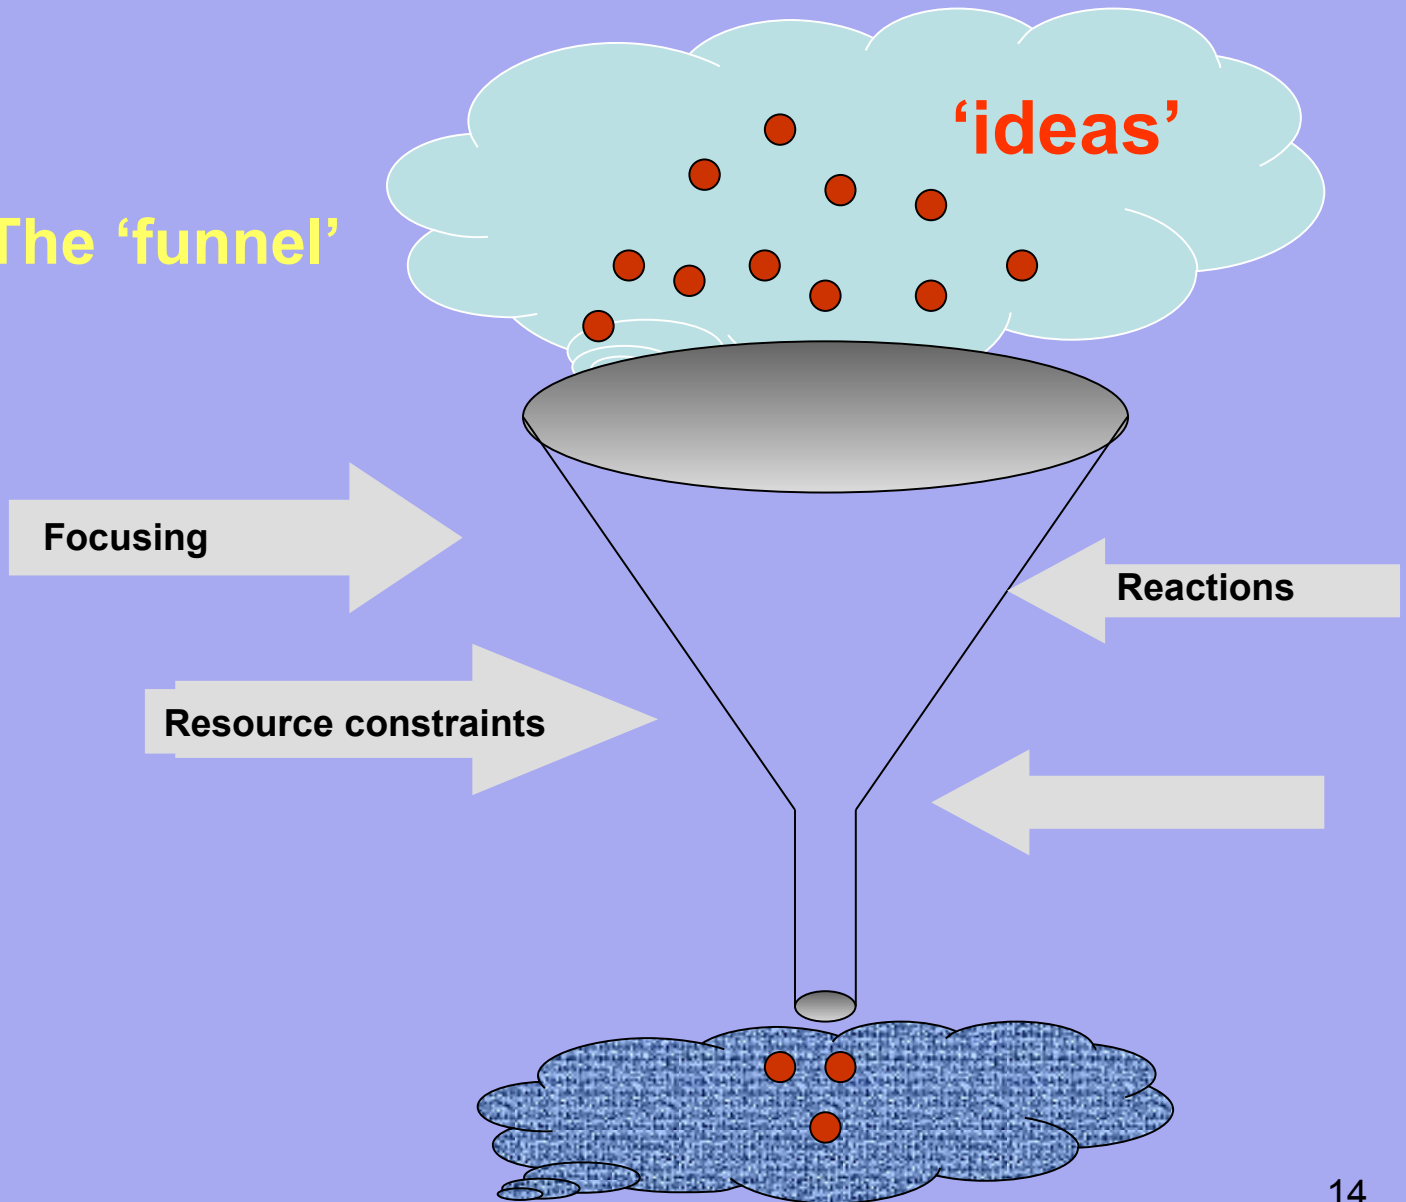 ‘ideas’
The ‘funnel’
Focusing
Reactions
Resource constraints
14